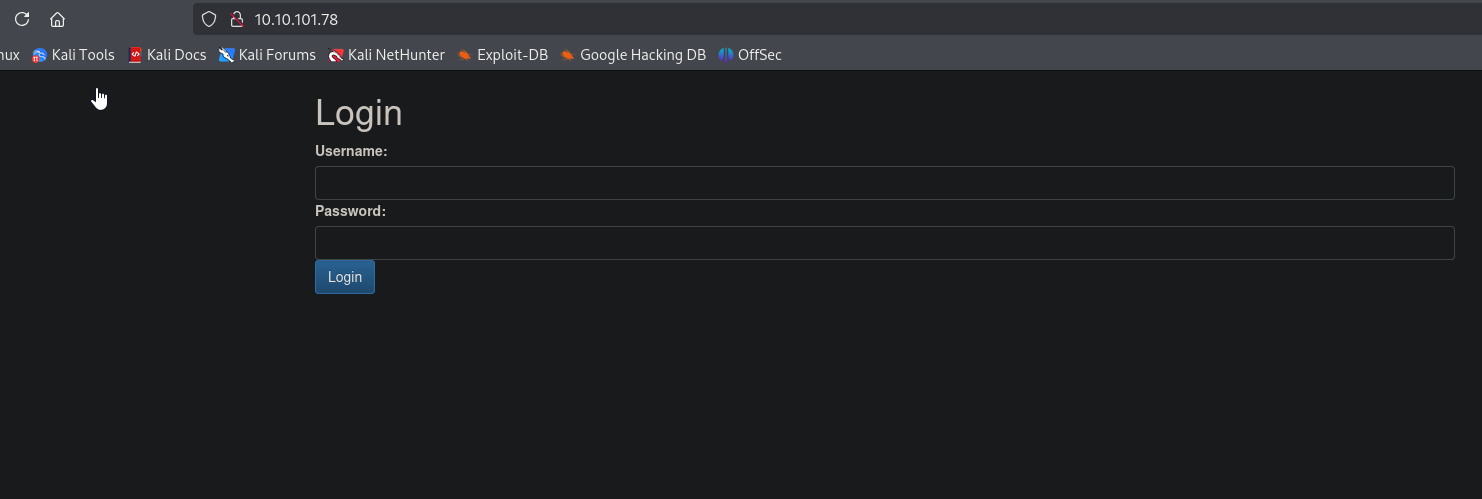 10.10.101.78
nux Kali Tools Kali Docs Kali Forums Kali NetHunter Exploit-DB Google Hacking DB OffSec
Login
Username:
Password:
Login